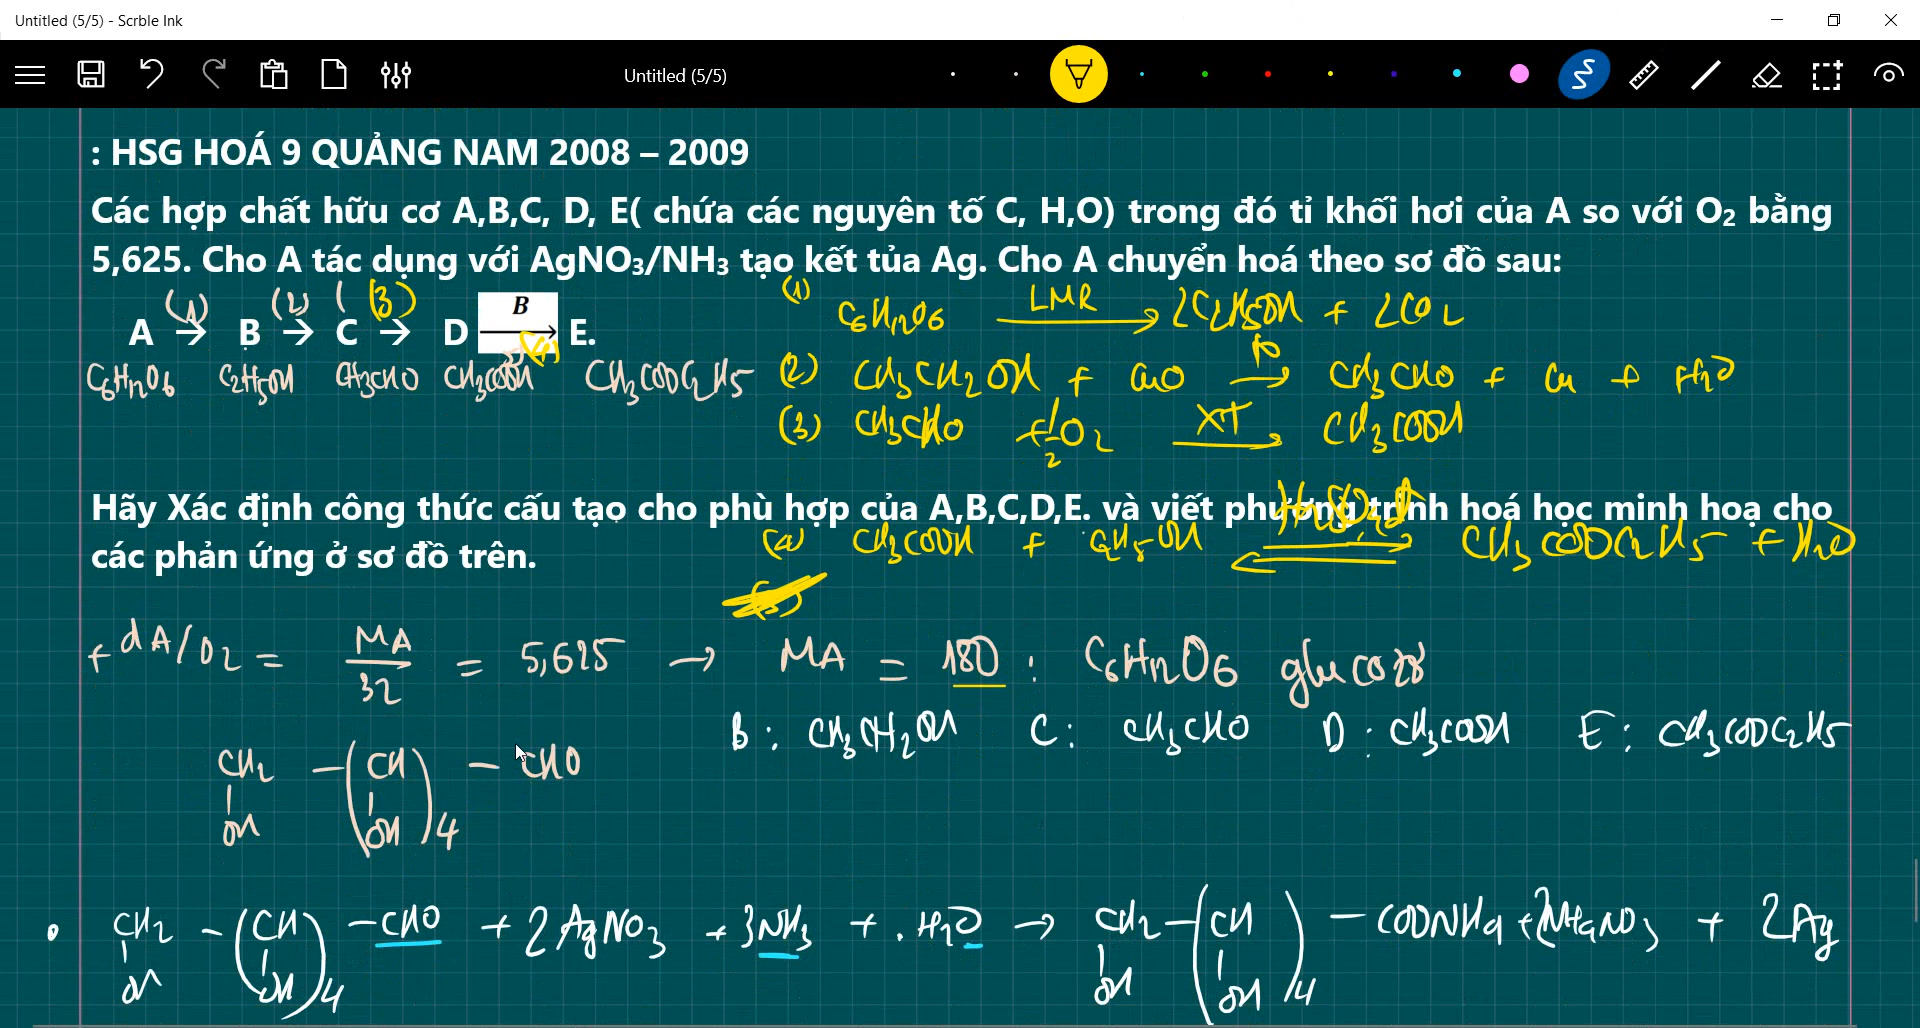 Untitled (5/5) - Scrble Ink
Untitled (5/5)
: HSG HOÁ 9 QUẢNG NAM 2008 – 2009
Các hợp chất hữu cơ A,B,C, D, E( chứa các nguyên tố C, H,O) trong đó tỉ khối hơi của A so với O₂ bằng
5,625. Cho A tác dụng với AgNO₃/NH₃ tạo kết tủa Ag. Cho A chuyển hoá theo sơ đồ sau:
(1) (2) ( (3)
A → B → C → D B → E.
(4)
C6H12O6 C2H5OH CH3CHO CH3COOH CH3COOC2H5
(1) C6H12O6 LMR → 2C2H5OH + 2CO2
(2) CH3CH2OH + CuO t° → CH3CHO + Cu + H2O
(3) CH3CHO + 1/2 O2 XT → CH3COOH
Hãy Xác định công thức cấu tạo cho phù hợp của A,B,C,D,E. và viết phương trình hoá học minh hoạ cho
các phản ứng ở sơ đồ trên.
(4) CH3COOH + C2H5OH H2SO4đ ⇌ CH3COOC2H5 + H2O
+ dA/O2 = MA/32 = 5,625 → MA = 180 : C6H12O6 glucozơ
B : CH3CH2OH C : CH3CHO D : CH3COOH E : CH3COOC2H5
CH2 – (CH)4 – CHO
OH OH
• CH2 – (CH)4 – CHO + 2AgNO3 + 3NH3 + H2O → CH2 – (CH)4 – COONH4 + 2NH4NO3 + 2Ag
OH OH OH OH